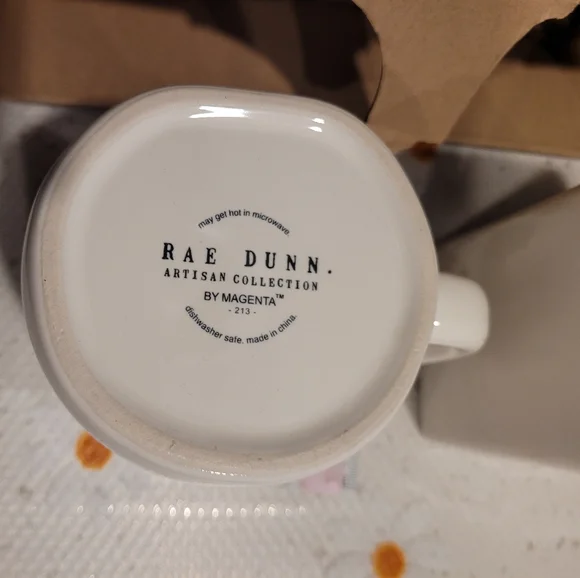 may get hot in microwave.
RAE DUNN.
ARTISAN COLLECTION
BY MAGENTA™
- 213 -
dishwasher safe. made in china.